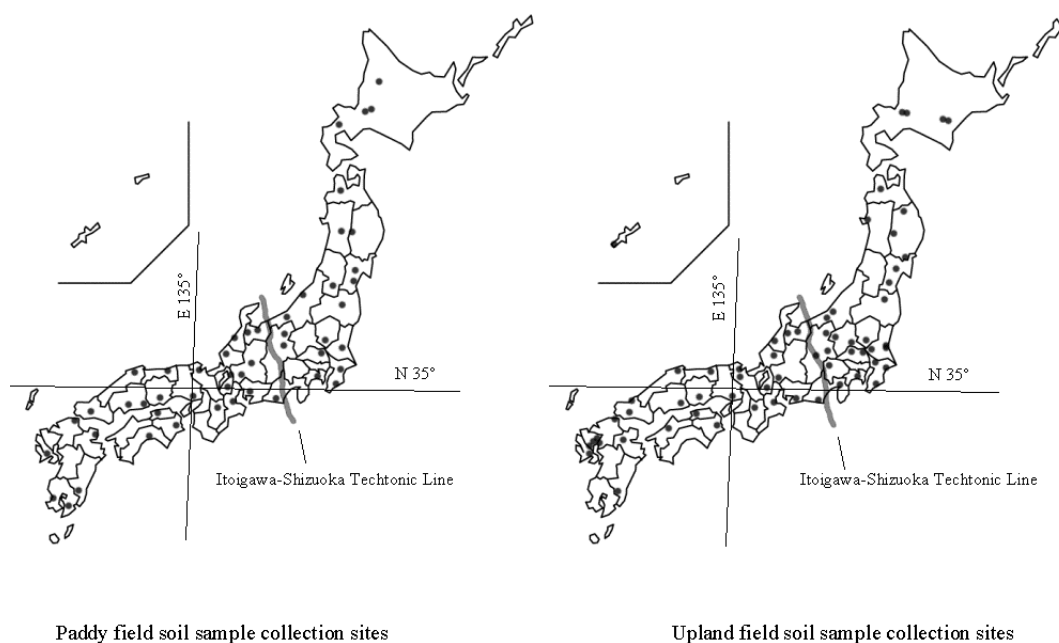 E 135°
N 35°
Itoigawa-Shizuoka Techtonic Line
Paddy field soil sample collection sites
E 135°
N 35°
Itoigawa-Shizuoka Techtonic Line
Upland field soil sample collection sites